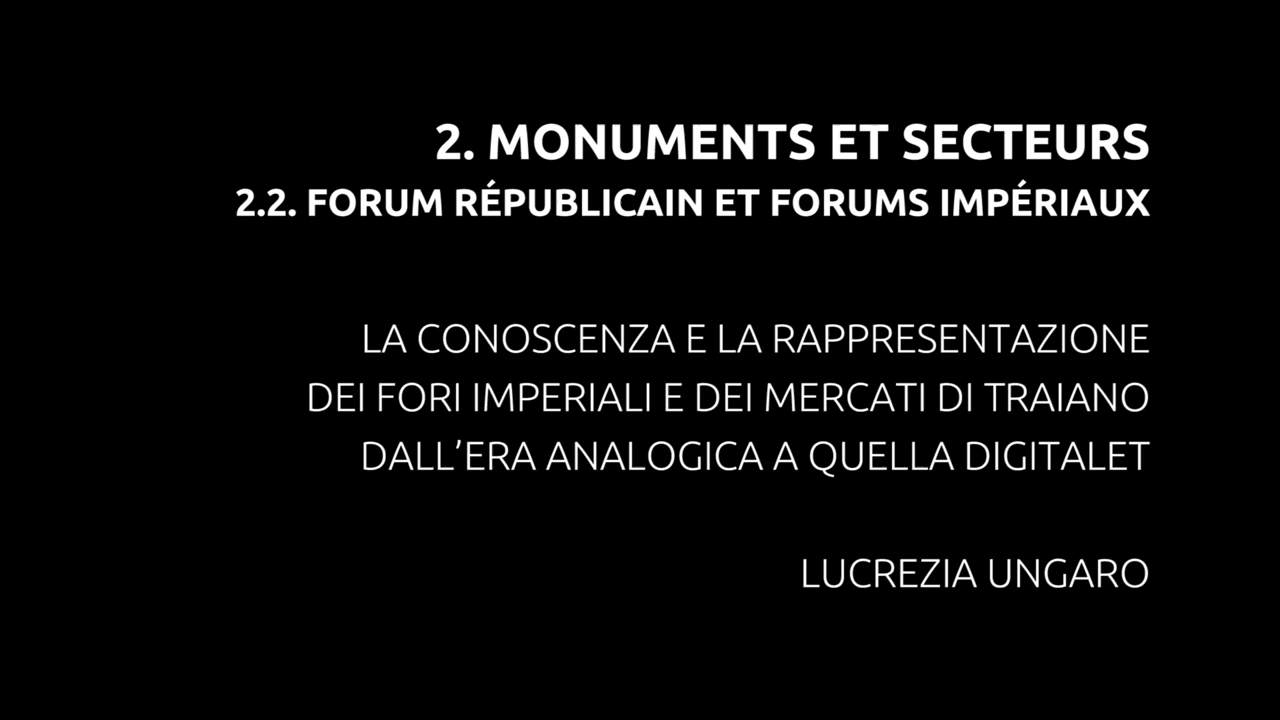 2. MONUMENTS ET SECTEURS
2.2. FORUM RÉPUBLICAIN ET FORUMS IMPÉRIAUX
LA CONOSCENZA E LA RAPPRESENTAZIONE
DEI FORI IMPERIALI E DEI MERCATI DI TRAIANO
DALL’ERA ANALOGICA A QUELLA DIGITALET
LUCREZIA UNGARO